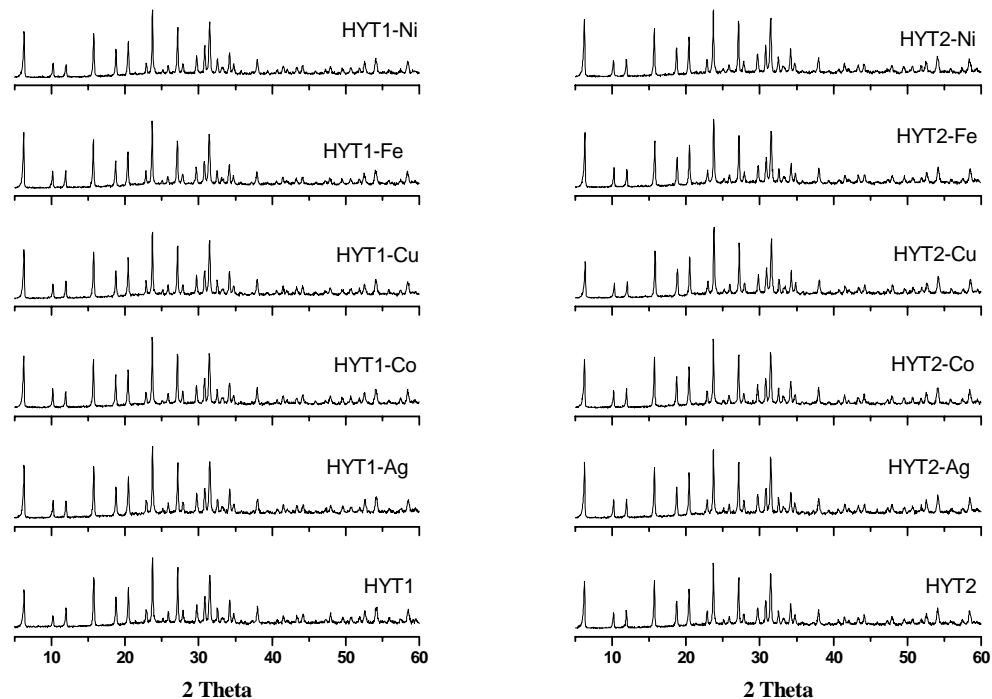 HYT1-Ni
HYT1-Fe
HYT1-Cu
HYT1-Co
HYT1-Ag
HYT1
10 20 30 40 50 60
2 Theta
HYT2-Ni
HYT2-Fe
HYT2-Cu
HYT2-Co
HYT2-Ag
HYT2
10 20 30 40 50 60
2 Theta